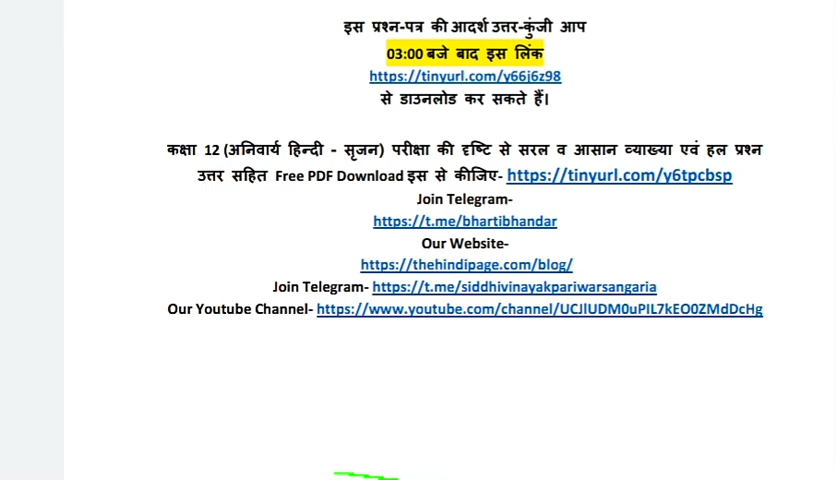 इस प्रश्न-पत्र की आदर्श उत्तर-कुंजी आप
03:00 बजे बाद इस लिंक
https://tinyurl.com/y66j6z98
से डाउनलोड कर सकते हैं।
कक्षा 12 (अनिवार्य हिन्दी - सृजन) परीक्षा की दृष्टि से सरल व आसान व्याख्या एवं हल प्रश्न
उत्तर सहित Free PDF Download इस से कीजिए- https://tinyurl.com/y6tpcbsp
Join Telegram-
https://t.me/bhartibhandar
Our Website-
https://thehindipage.com/blog/
Join Telegram- https://t.me/siddhivinayakpariwarsangaria
Our Youtube Channel- https://www.youtube.com/channel/UCJlUDM0uPIL7kEO0ZMdDcHg